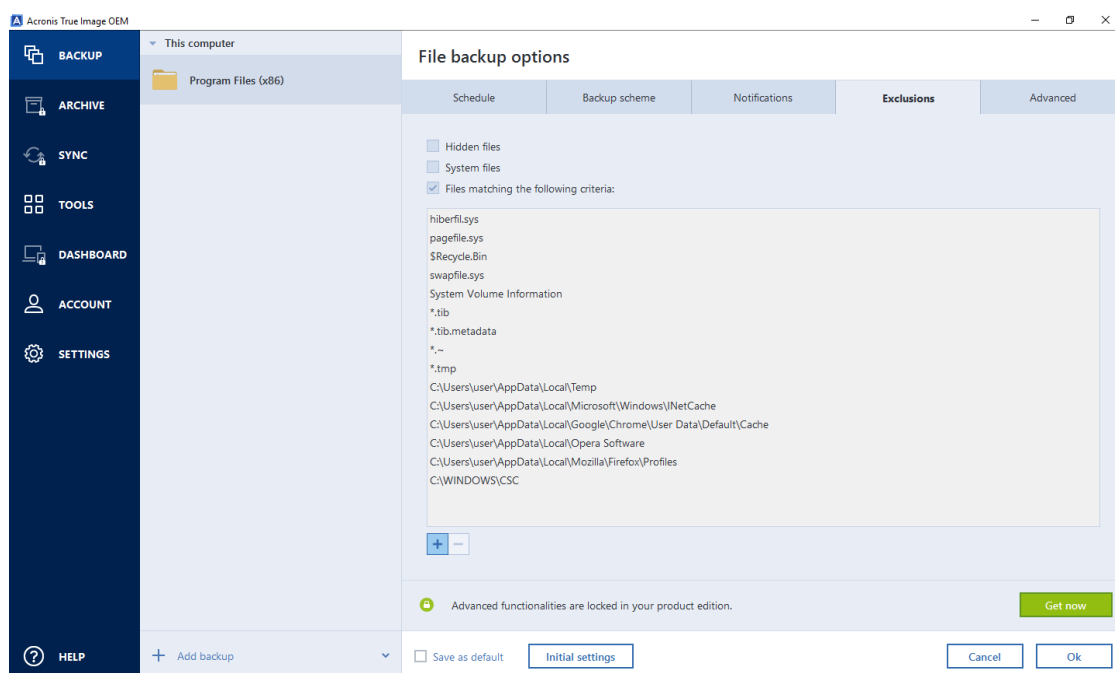 Acronis True Image OEM
BACKUP
ARCHIVE
SYNC
TOOLS
DASHBOARD
ACCOUNT
SETTINGS
HELP
This computer
Program Files (x86)
Add backup
File backup options
Schedule
Backup scheme
Notifications
Exclusions
Advanced
Hidden files
System files
Files matching the following criteria:
hiberfil.sys
pagefile.sys
$Recycle.Bin
swapfile.sys
System Volume Information
*.tib
*.tib.metadata
*.~
*.tmp
C:\Users\user\AppData\Local\Temp
C:\Users\user\AppData\Local\Microsoft\Windows\INetCache
C:\Users\user\AppData\Local\Google\Chrome\User Data\Default\Cache
C:\Users\user\AppData\Local\Opera Software
C:\Users\user\AppData\Local\Mozilla\Firefox\Profiles
C:\WINDOWS\CSC
Advanced functionalities are locked in your product edition.
Get now
Save as default
Initial settings
Cancel
Ok